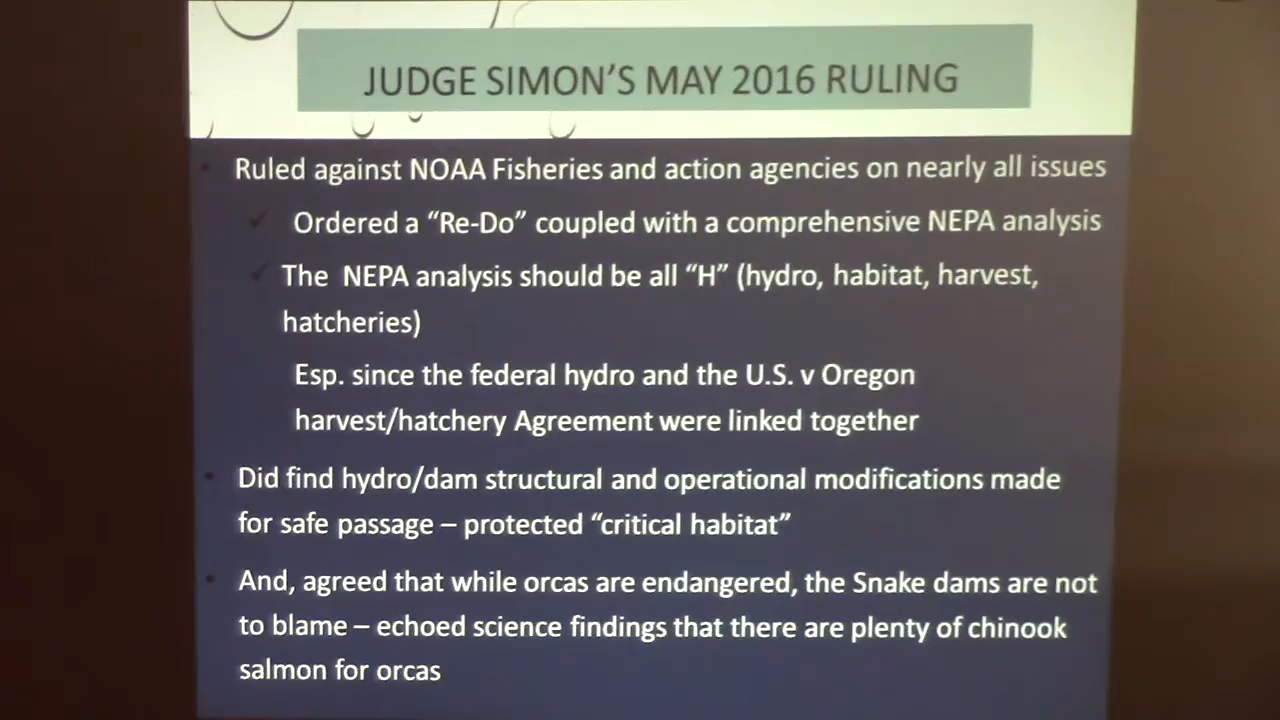 JUDGE SIMON'S MAY 2016 RULING
• Ruled against NOAA Fisheries and action agencies on nearly all issues
✓ Ordered a “Re-Do” coupled with a comprehensive NEPA analysis
✓ The NEPA analysis should be all “H” (hydro, habitat, harvest,
hatcheries)
Esp. since the federal hydro and the U.S. v Oregon
harvest/hatchery Agreement were linked together
• Did find hydro/dam structural and operational modifications made
for safe passage – protected “critical habitat”
• And, agreed that while orcas are endangered, the Snake dams are not
to blame – echoed science findings that there are plenty of chinook
salmon for orcas